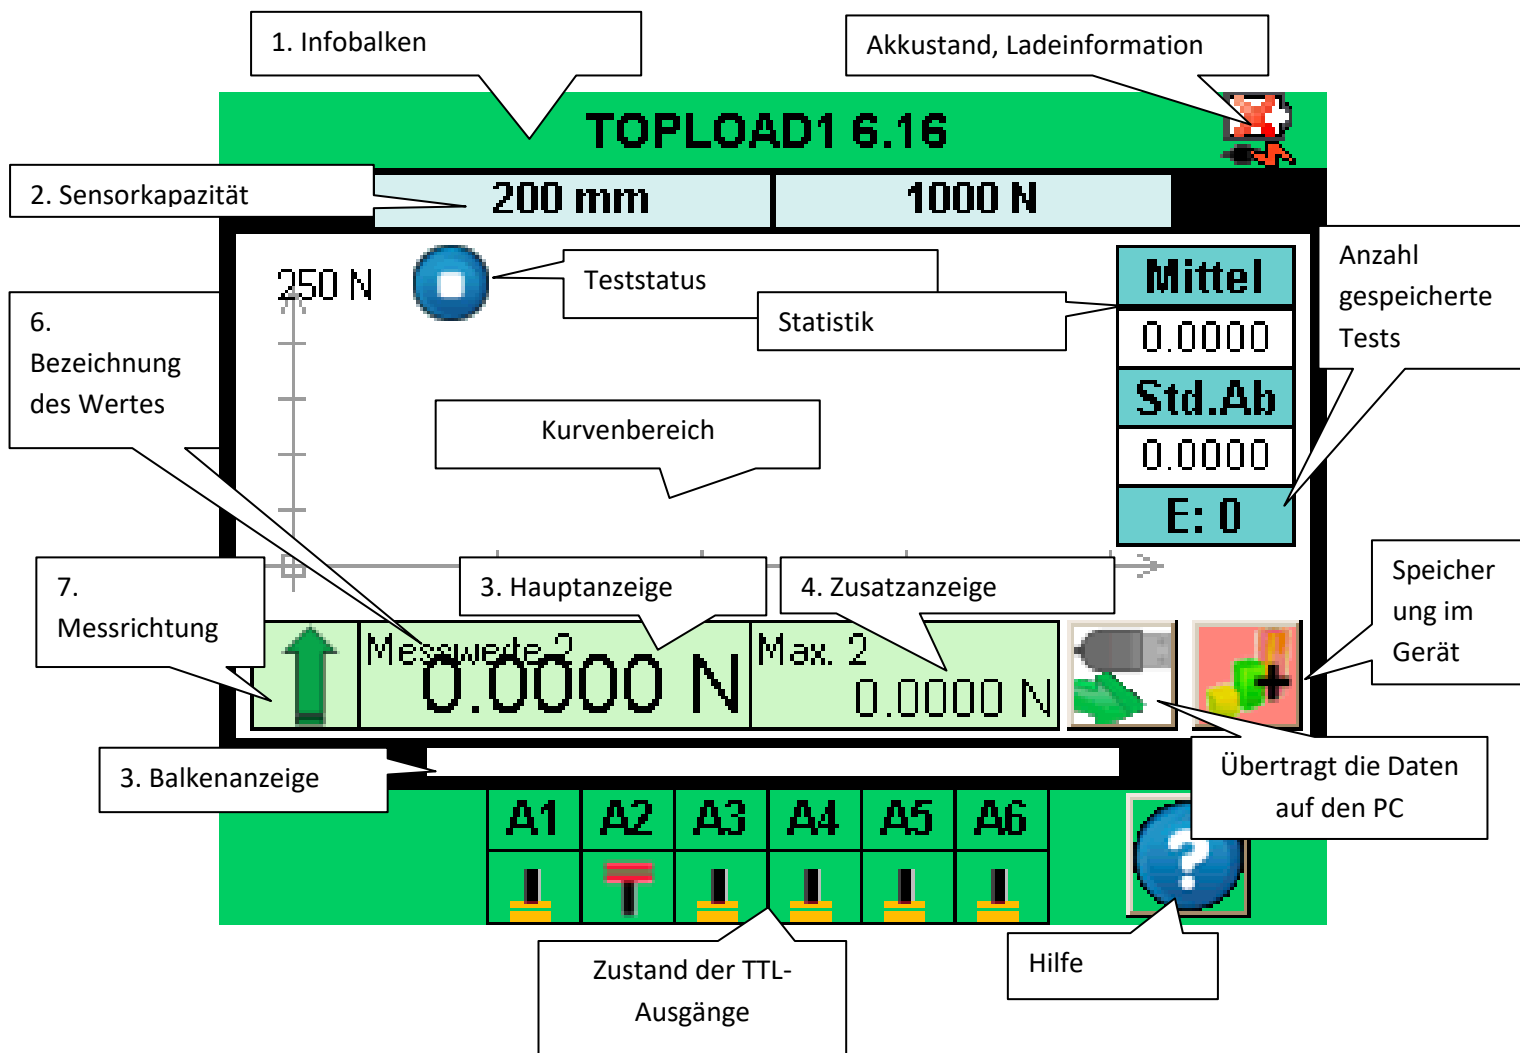 1. Infobalken
Akkustand, Ladeinformation
TOPLOAD1 6.16
2. Sensorkapazität
200 mm
1000 N
250 N
Teststatus
Statistik
Mittel
0.0000
Std.Ab
0.0000
E: 0
Anzahl
gespeicherte
Tests
6.
Bezeichnung
des Wertes
Kurvenbereich
7.
Messrichtung
3. Hauptanzeige
4. Zusatzanzeige
Speicher
ung im
Gerät
Messwerte 2
0.0000 N
Max. 2
0.0000 N
3. Balkenanzeige
Übertragt die Daten
auf den PC
A1 A2 A3 A4 A5 A6
?
Zustand der TTL-
Ausgänge
Hilfe